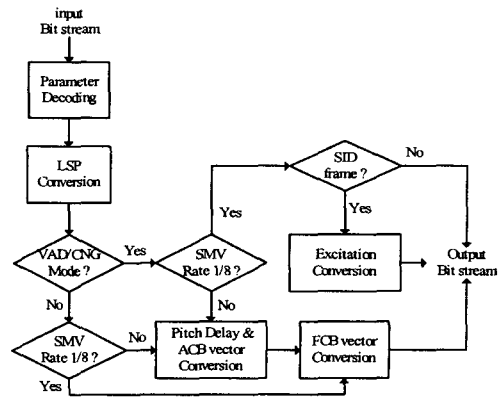 input
Bit stream
Parameter
Decoding
LSP
Conversion
SID
frame ?
No
Yes
Yes
VAD/CNG
Mode ?
Yes
SMV
Rate 1/8 ?
Excitation
Conversion
Output
Bit stream
No
No
SMV
Rate 1/8 ?
No
Pitch Delay &
ACB vector
Conversion
FCB vector
Conversion
Yes